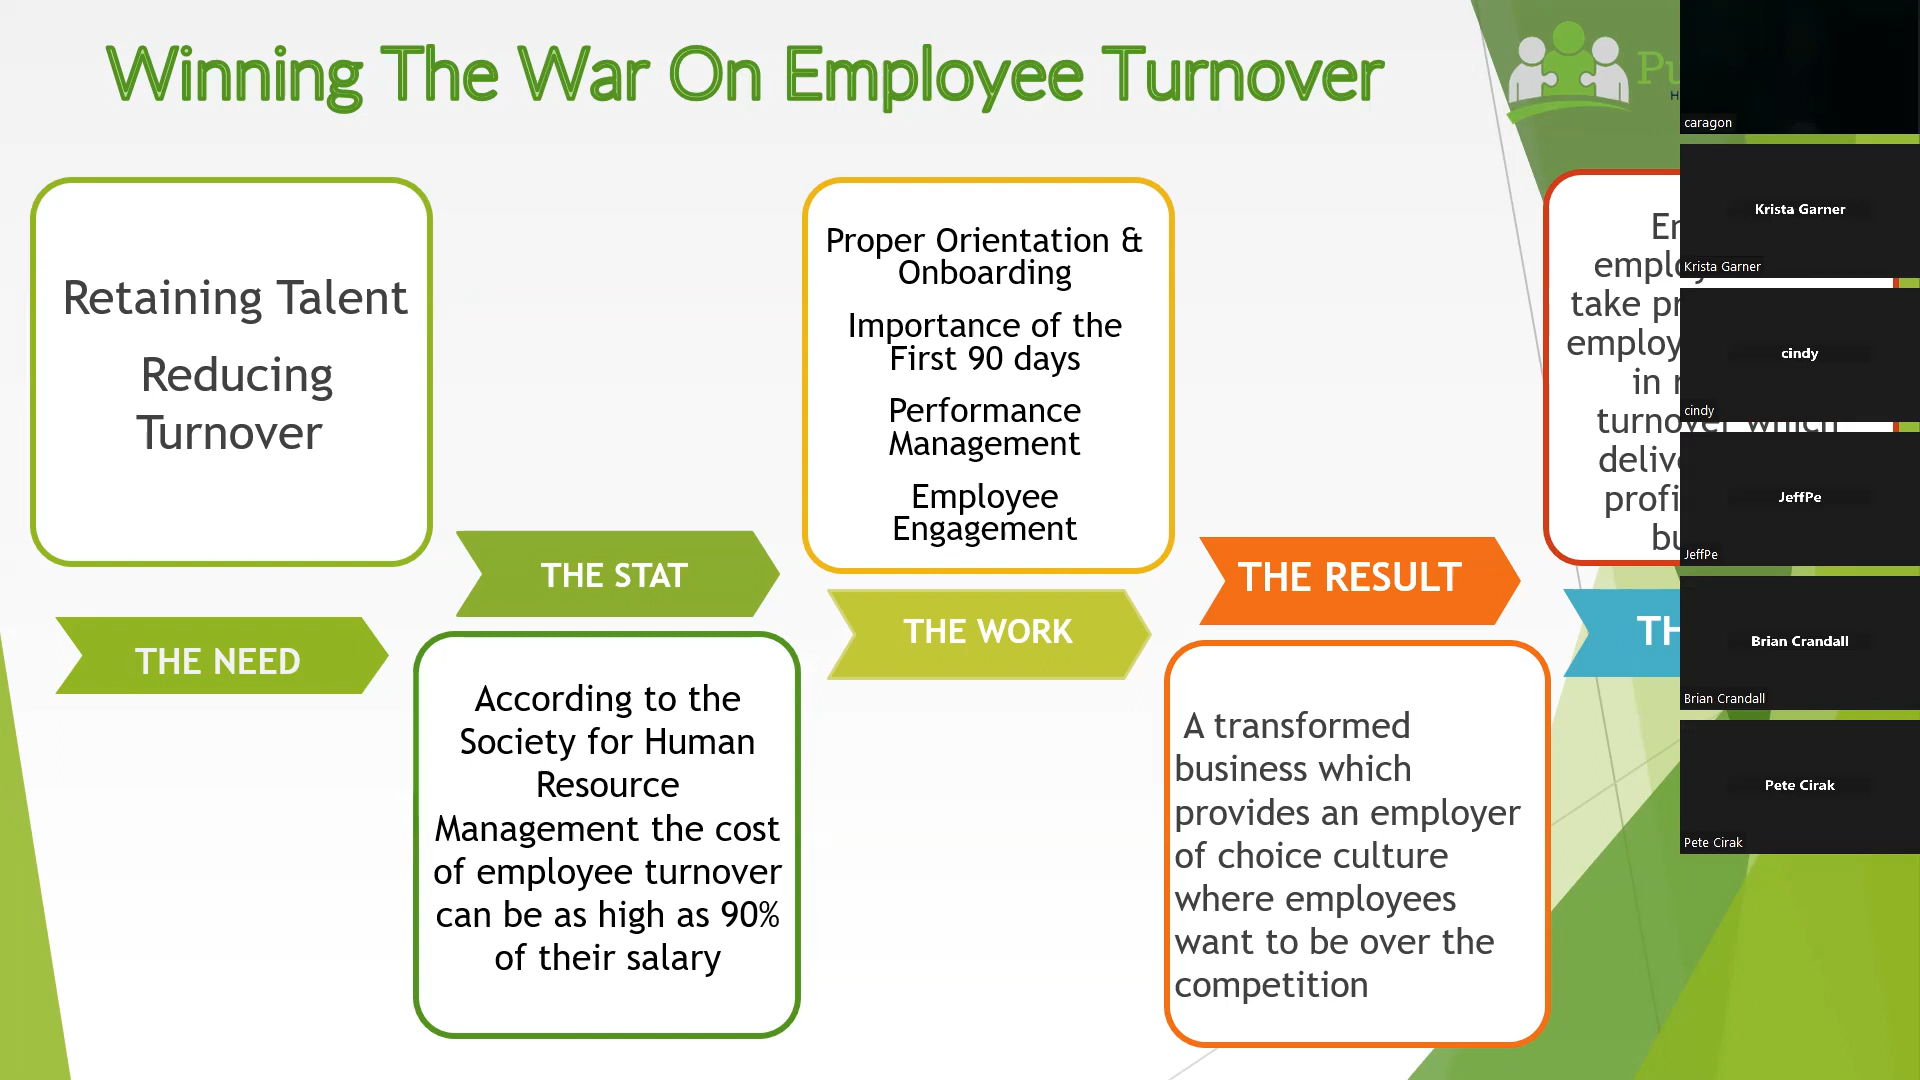 Winning The War On Employee Turnover
Retaining Talent
Reducing
Turnover
THE NEED
THE STAT
According to the
Society for Human
Resource
Management the cost
of employee turnover
can be as high as 90%
of their salary
Proper Orientation &
Onboarding
Importance of the
First 90 days
Performance
Management
Employee
Engagement
THE WORK
THE RESULT
A transformed
business which
provides an employer
of choice culture
where employees
want to be over the
competition
take
in
turnover which
caragon
Krista Garner
Krista Garner
cindy
cindy
JeffPe
JeffPe
Brian Crandall
Brian Crandall
Pete Cirak
Pete Cirak